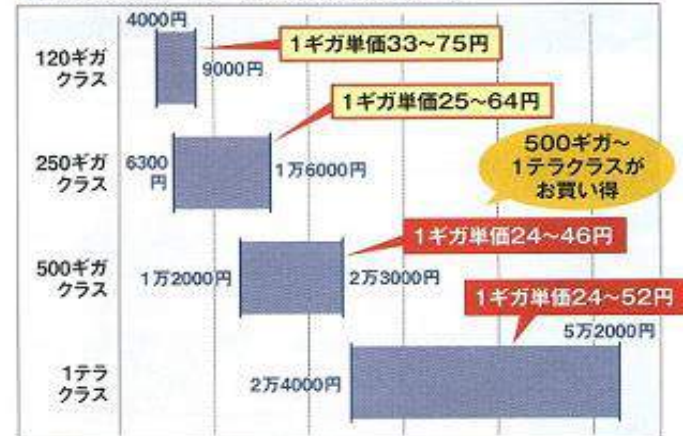 4000円
1ギガ単価33〜75円
120ギガ
クラス
9000円
1ギガ単価25〜64円
250ギガ
クラス
6300
円
1万6000円
500ギガ〜
1テラクラスが
お買い得
1ギガ単価24〜46円
500ギガ
クラス
1万2000円
2万3000円
1ギガ単価24〜52円
5万2000円
1テラ
クラス
2万4000円